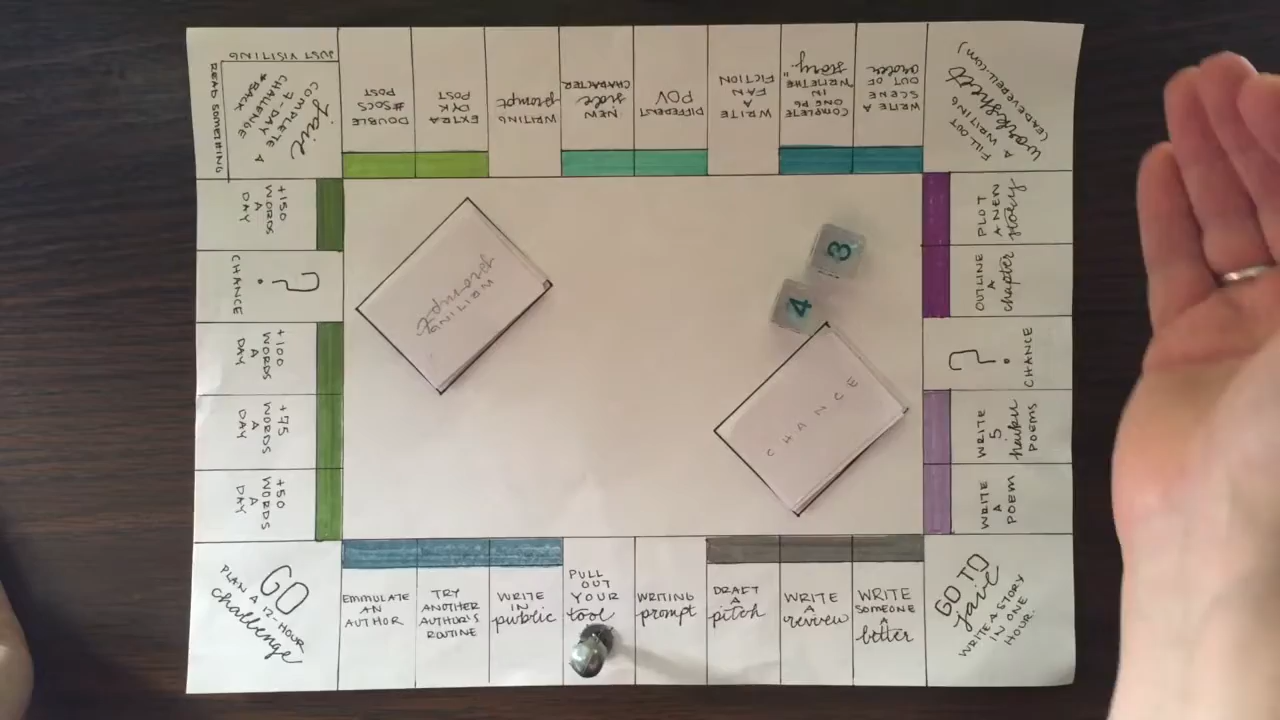 JUST VISITING
READ SOMETHING
jail
COMPLETE A
7-DAY
CHALLENGE
#BACK
DOUBLE
#SOCS
POST
EXTRA
DYK
POST
WRITING
prompt
NEW
side
CHARACTER
DIFFERENT
POV
WRITE
A
FAN
FICTION
COMPLETE
IN
ONE PG
"WRITE THE
story."
WRITE A
SCENE
OUT OF
order
FILL OUT
A WRITING
worksheet
+150
WORDS
A
DAY
PLOT
A NEW
story
CHANCE
?
OUTLINE
A
chapter
+100
WORDS
A
DAY
?
CHANCE
+75
WORDS
A
DAY
WRITE
5
haiku
POEMS
+50
WORDS
A
DAY
WRITE
A
POEM
WRITING
prompt
3
4
CHANCE
GO
PLAN A 12-HOUR
challenge
EMMULATE
AN
AUTHOR
TRY
ANOTHER
AUTHOR'S
ROUTINE
WRITE
IN
public
PULL
OUT
YOUR
tool
WRITING
prompt
DRAFT
A
pitch
WRITE
A
review
WRITE
SOMEONE
A
letter
GO TO
jail
WRITE A STORY
IN ONE
HOUR.